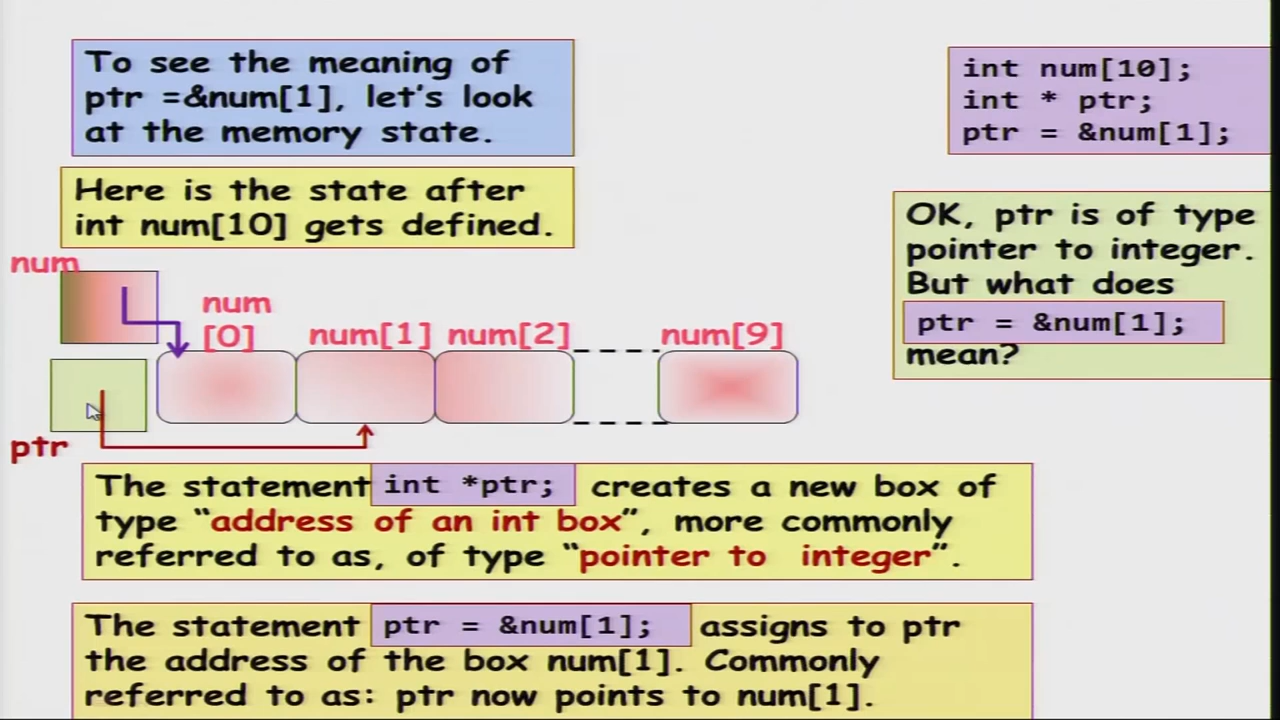 To see the meaning of
ptr =&num[1], let's look
at the memory state.
int num[10];
int * ptr;
ptr = &num[1];
Here is the state after
int num[10] gets defined.
OK, ptr is of type
pointer to integer.
But what does
ptr = &num[1];
mean?
num
num
[0]
num[1]
num[2]
num[9]
ptr
The statement int *ptr; creates a new box of
type “address of an int box”, more commonly
referred to as, of type “pointer to integer”.
The statement ptr = &num[1]; assigns to ptr
the address of the box num[1]. Commonly
referred to as: ptr now points to num[1].